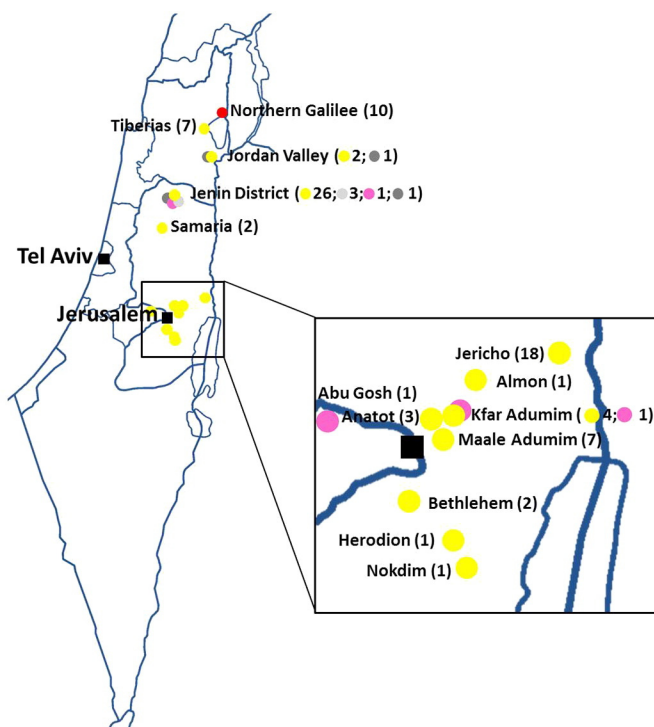 Northern Galilee (10)
Tiberias (7)
Jordan Valley ( 2; 1)
Jenin District ( 26; 3; 1; 1)
Samaria (2)
Tel Aviv
Jerusalem
Jericho (18)
Almon (1)
Abu Gosh (1)
Anatot (3)
Kfar Adumim ( 4; 1)
Maale Adumim (7)
Bethlehem (2)
Herodion (1)
Nokdim (1)